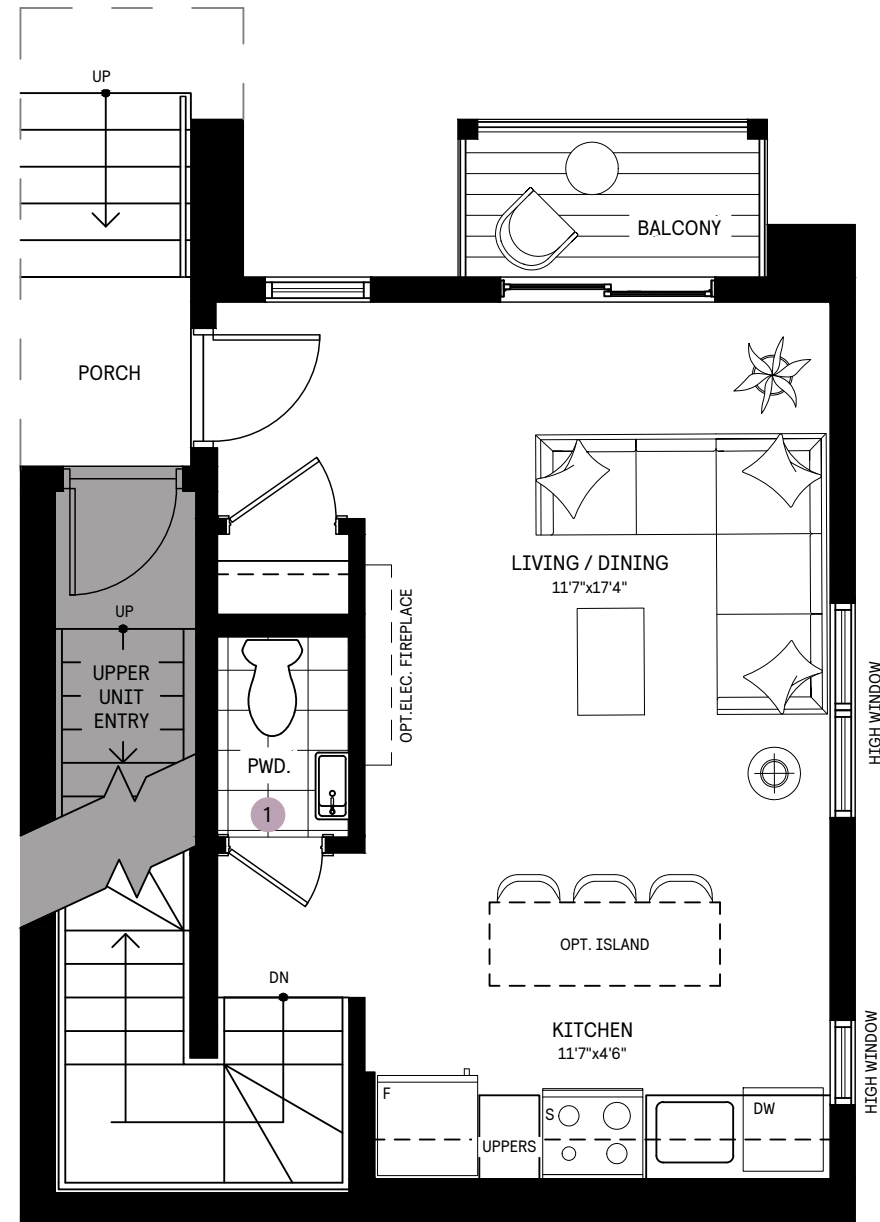 UP
BALCONY
PORCH
LIVING / DINING
11'7"x17'4"
UP
UPPER
UNIT
ENTRY
OPT.ELEC. FIREPLACE
HIGH WINDOW
PWD.
1
OPT. ISLAND
DN
KITCHEN
11'7"x4'6"
HIGH WINDOW
F
S
DW
UPPERS